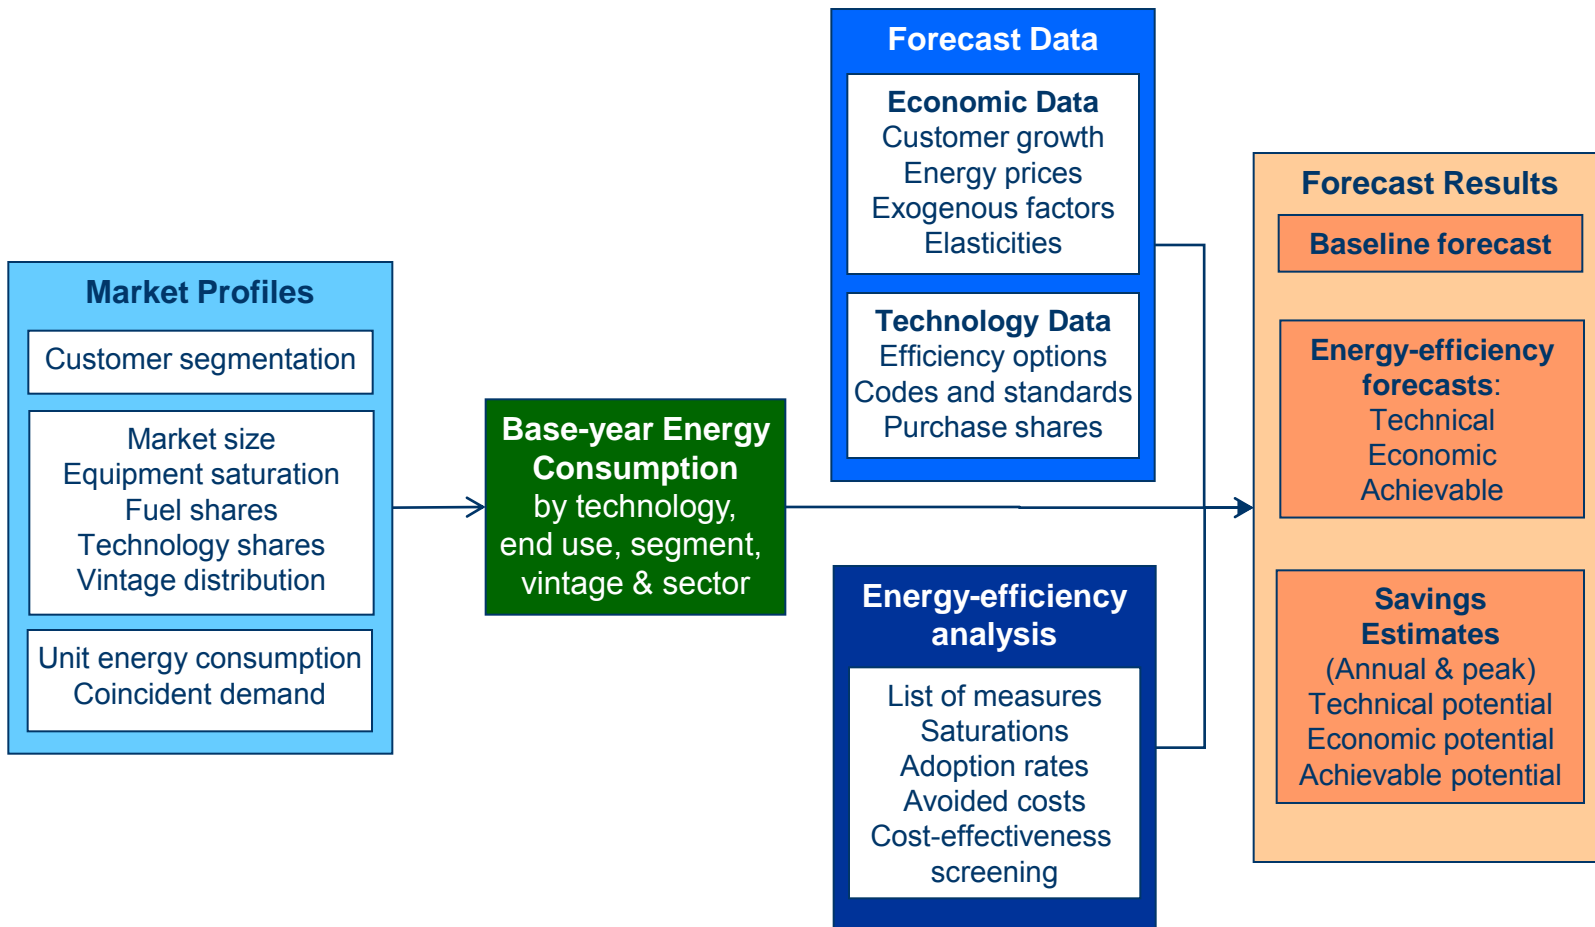 Market Profiles
Customer segmentation
Market size
Equipment saturation
Fuel shares
Technology shares
Vintage distribution
Unit energy consumption
Coincident demand
Base-year Energy
Consumption
by technology,
end use, segment,
vintage & sector
Forecast Data
Economic Data
Customer growth
Energy prices
Exogenous factors
Elasticities
Technology Data
Efficiency options
Codes and standards
Purchase shares
Energy-efficiency
analysis
List of measures
Saturations
Adoption rates
Avoided costs
Cost-effectiveness
screening
Forecast Results
Baseline forecast
Energy-efficiency
forecasts:
Technical
Economic
Achievable
Savings
Estimates
(Annual & peak)
Technical potential
Economic potential
Achievable potential